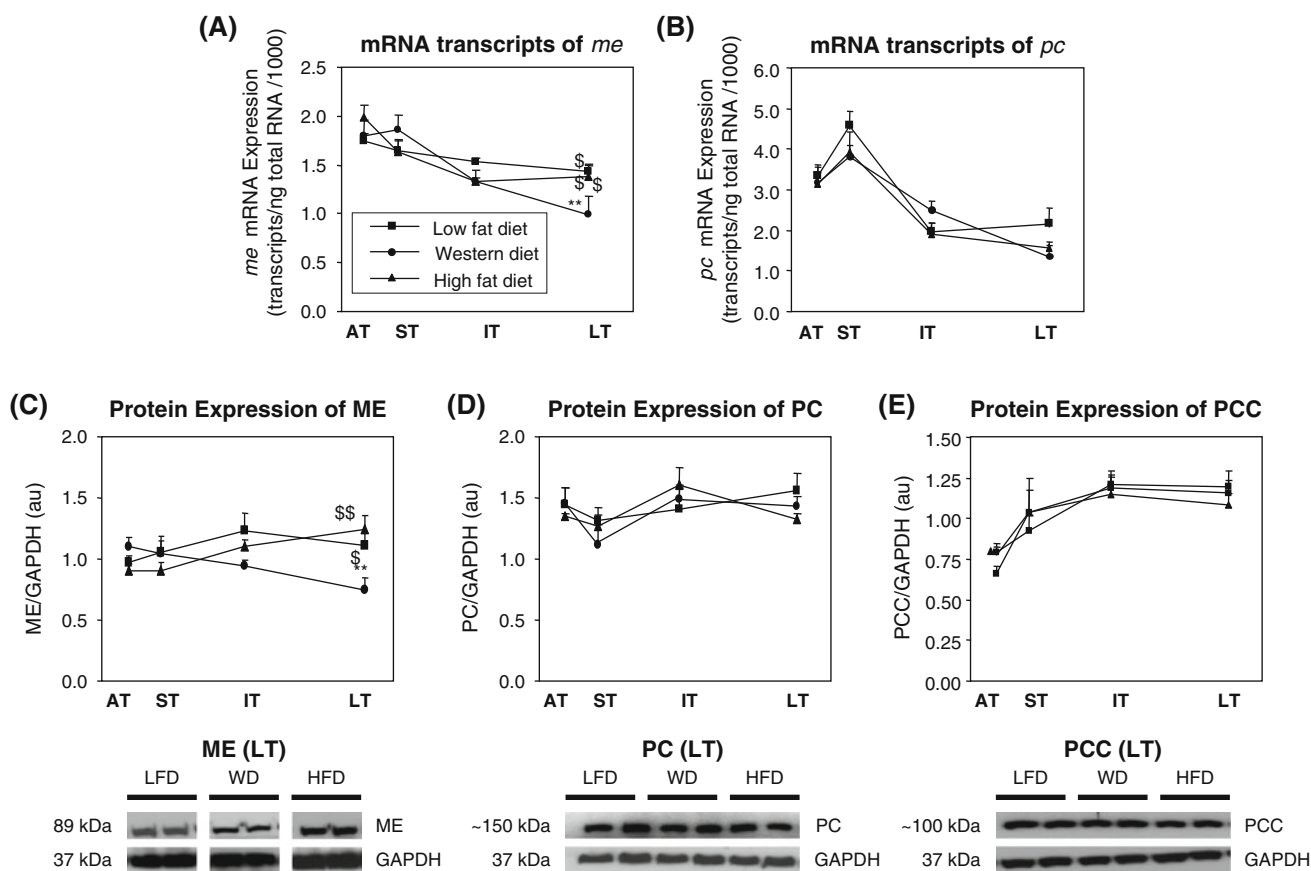 (A)
mRNA transcripts of me
me mRNA Expression
(transcripts/ng total RNA /1000)
2.5
2.0
1.5
1.0
1.5
0.0
$
$ $
**
Low fat diet
Western diet
High fat diet
AT ST IT LT
(B)
mRNA transcripts of pc
pc mRNA Expression
(transcripts/ng total RNA /1000)
6.0
5.0
4.0
3.0
2.0
1.0
0.0
AT ST IT LT
(C)
Protein Expression of ME
ME/GAPDH (au)
2.0
1.5
1.0
0.5
0.0
$$
$
**
AT ST IT LT
(D)
Protein Expression of PC
PC/GAPDH (au)
2.0
1.5
1.0
0.5
0.0
AT ST IT LT
(E)
Protein Expression of PCC
PCC/GAPDH (au)
1.50
1.25
1.00
0.75
0.50
0.25
0.00
AT ST IT LT
ME (LT)
LFD WD HFD
89 kDa ME
37 kDa GAPDH
PC (LT)
LFD WD HFD
~150 kDa PC
37 kDa GAPDH
PCC (LT)
LFD WD HFD
~100 kDa PCC
37 kDa GAPDH